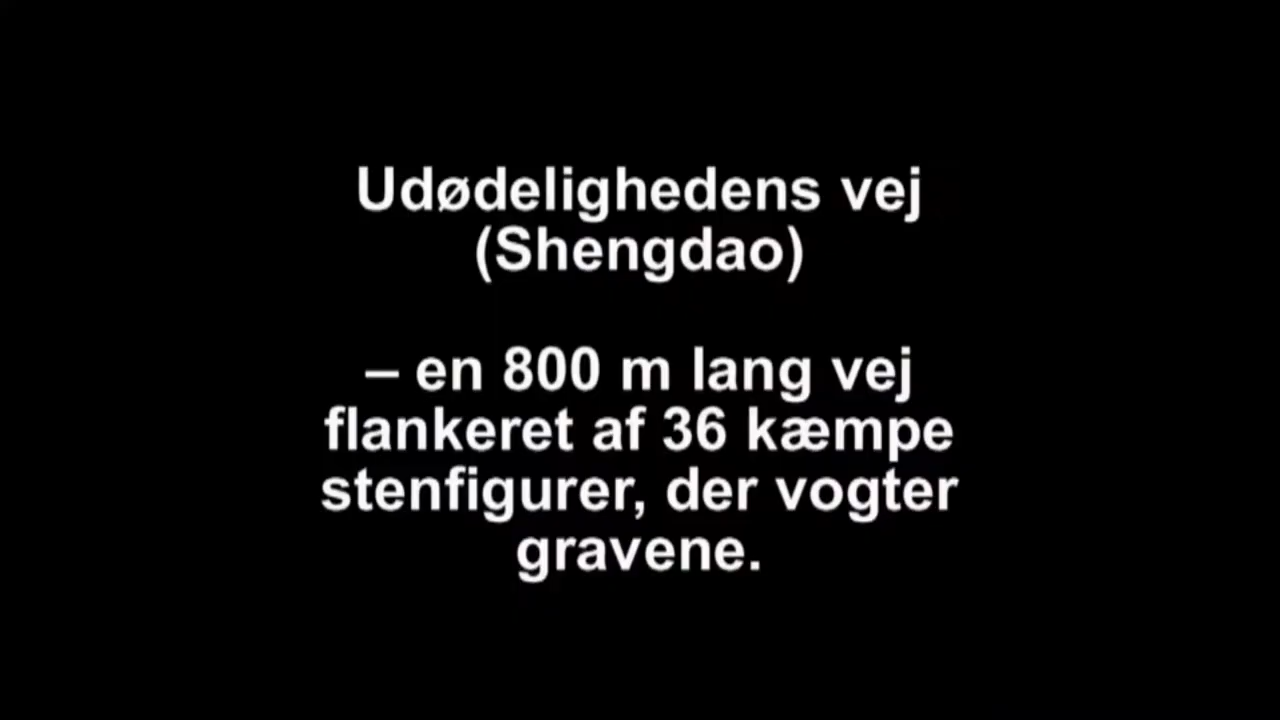 Udødelighedens vej
(Shengdao)
– en 800 m lang vej
flankeret af 36 kæmpe
stenfigurer, der vogter
gravene.